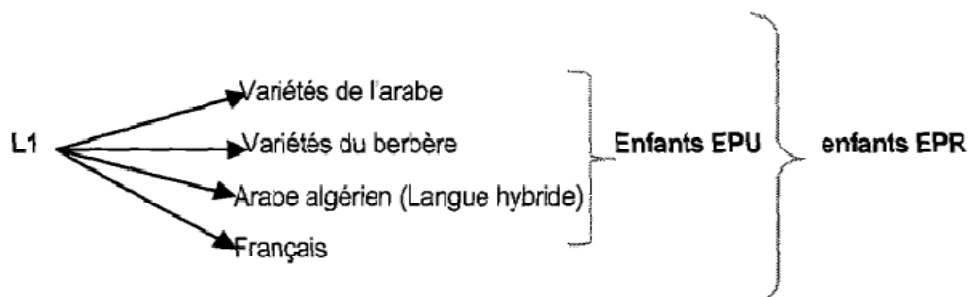 Variétés de l'arabe
L1 Variétés du berbère Enfants EPU enfants EPR
Arabe algérien (Langue hybride)
Français